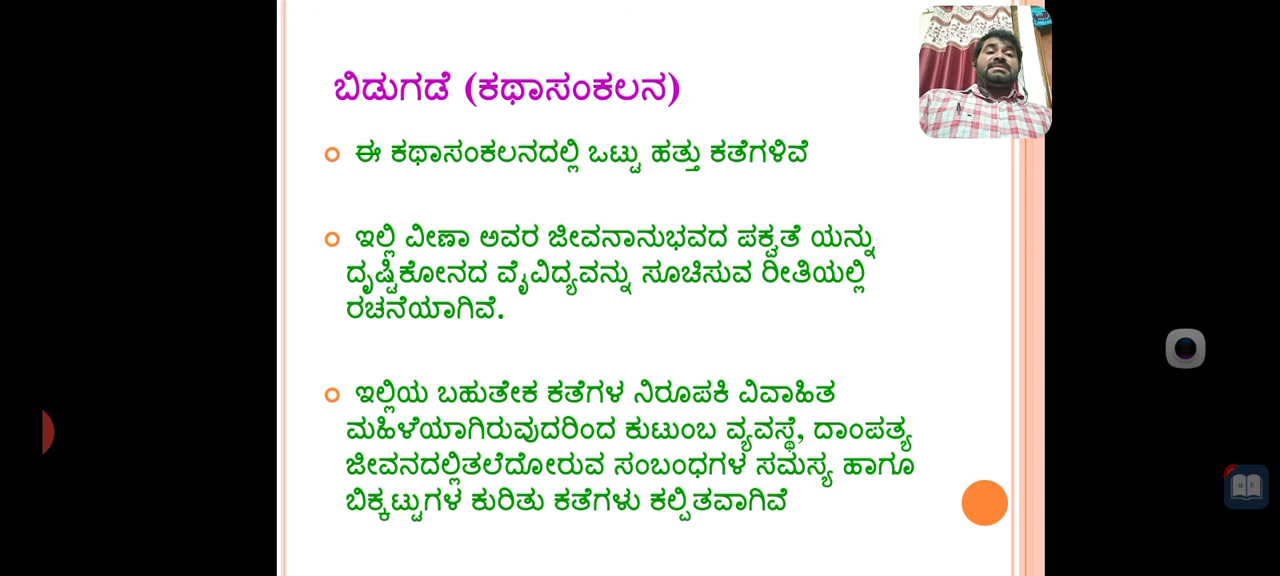 ಬಿಡುಗಡೆ (ಕಥಾಸಂಕಲನ)
ಈ ಕಥಾಸಂಕಲನದಲ್ಲಿ ಒಟ್ಟು ಹತ್ತು ಕತೆಗಳಿವೆ
ಇಲ್ಲಿ ವೀಣಾ ಅವರ ಜೀವನಾನುಭವದ ಪಕ್ವತೆ ಯನ್ನು
ದೃಷ್ಟಿಕೋನದ ವೈವಿದ್ಯವನ್ನು ಸೂಚಿಸುವ ರೀತಿಯಲ್ಲಿ
ರಚನೆಯಾಗಿವೆ.
ಇಲ್ಲಿಯ ಬಹುತೇಕ ಕತೆಗಳ ನಿರೂಪಕಿ ವಿವಾಹಿತ
ಮಹಿಳೆಯಾಗಿರುವುದರಿಂದ ಕುಟುಂಬ ವ್ಯವಸ್ಥೆ, ದಾಂಪತ್ಯ
ಜೀವನದಲ್ಲಿತಲೆದೋರುವ ಸಂಬಂಧಗಳ ಸಮಸ್ಯ ಹಾಗೂ
ಬಿಕ್ಕಟ್ಟುಗಳ ಕುರಿತು ಕತೆಗಳು ಕಲ್ಪಿತವಾಗಿವೆ